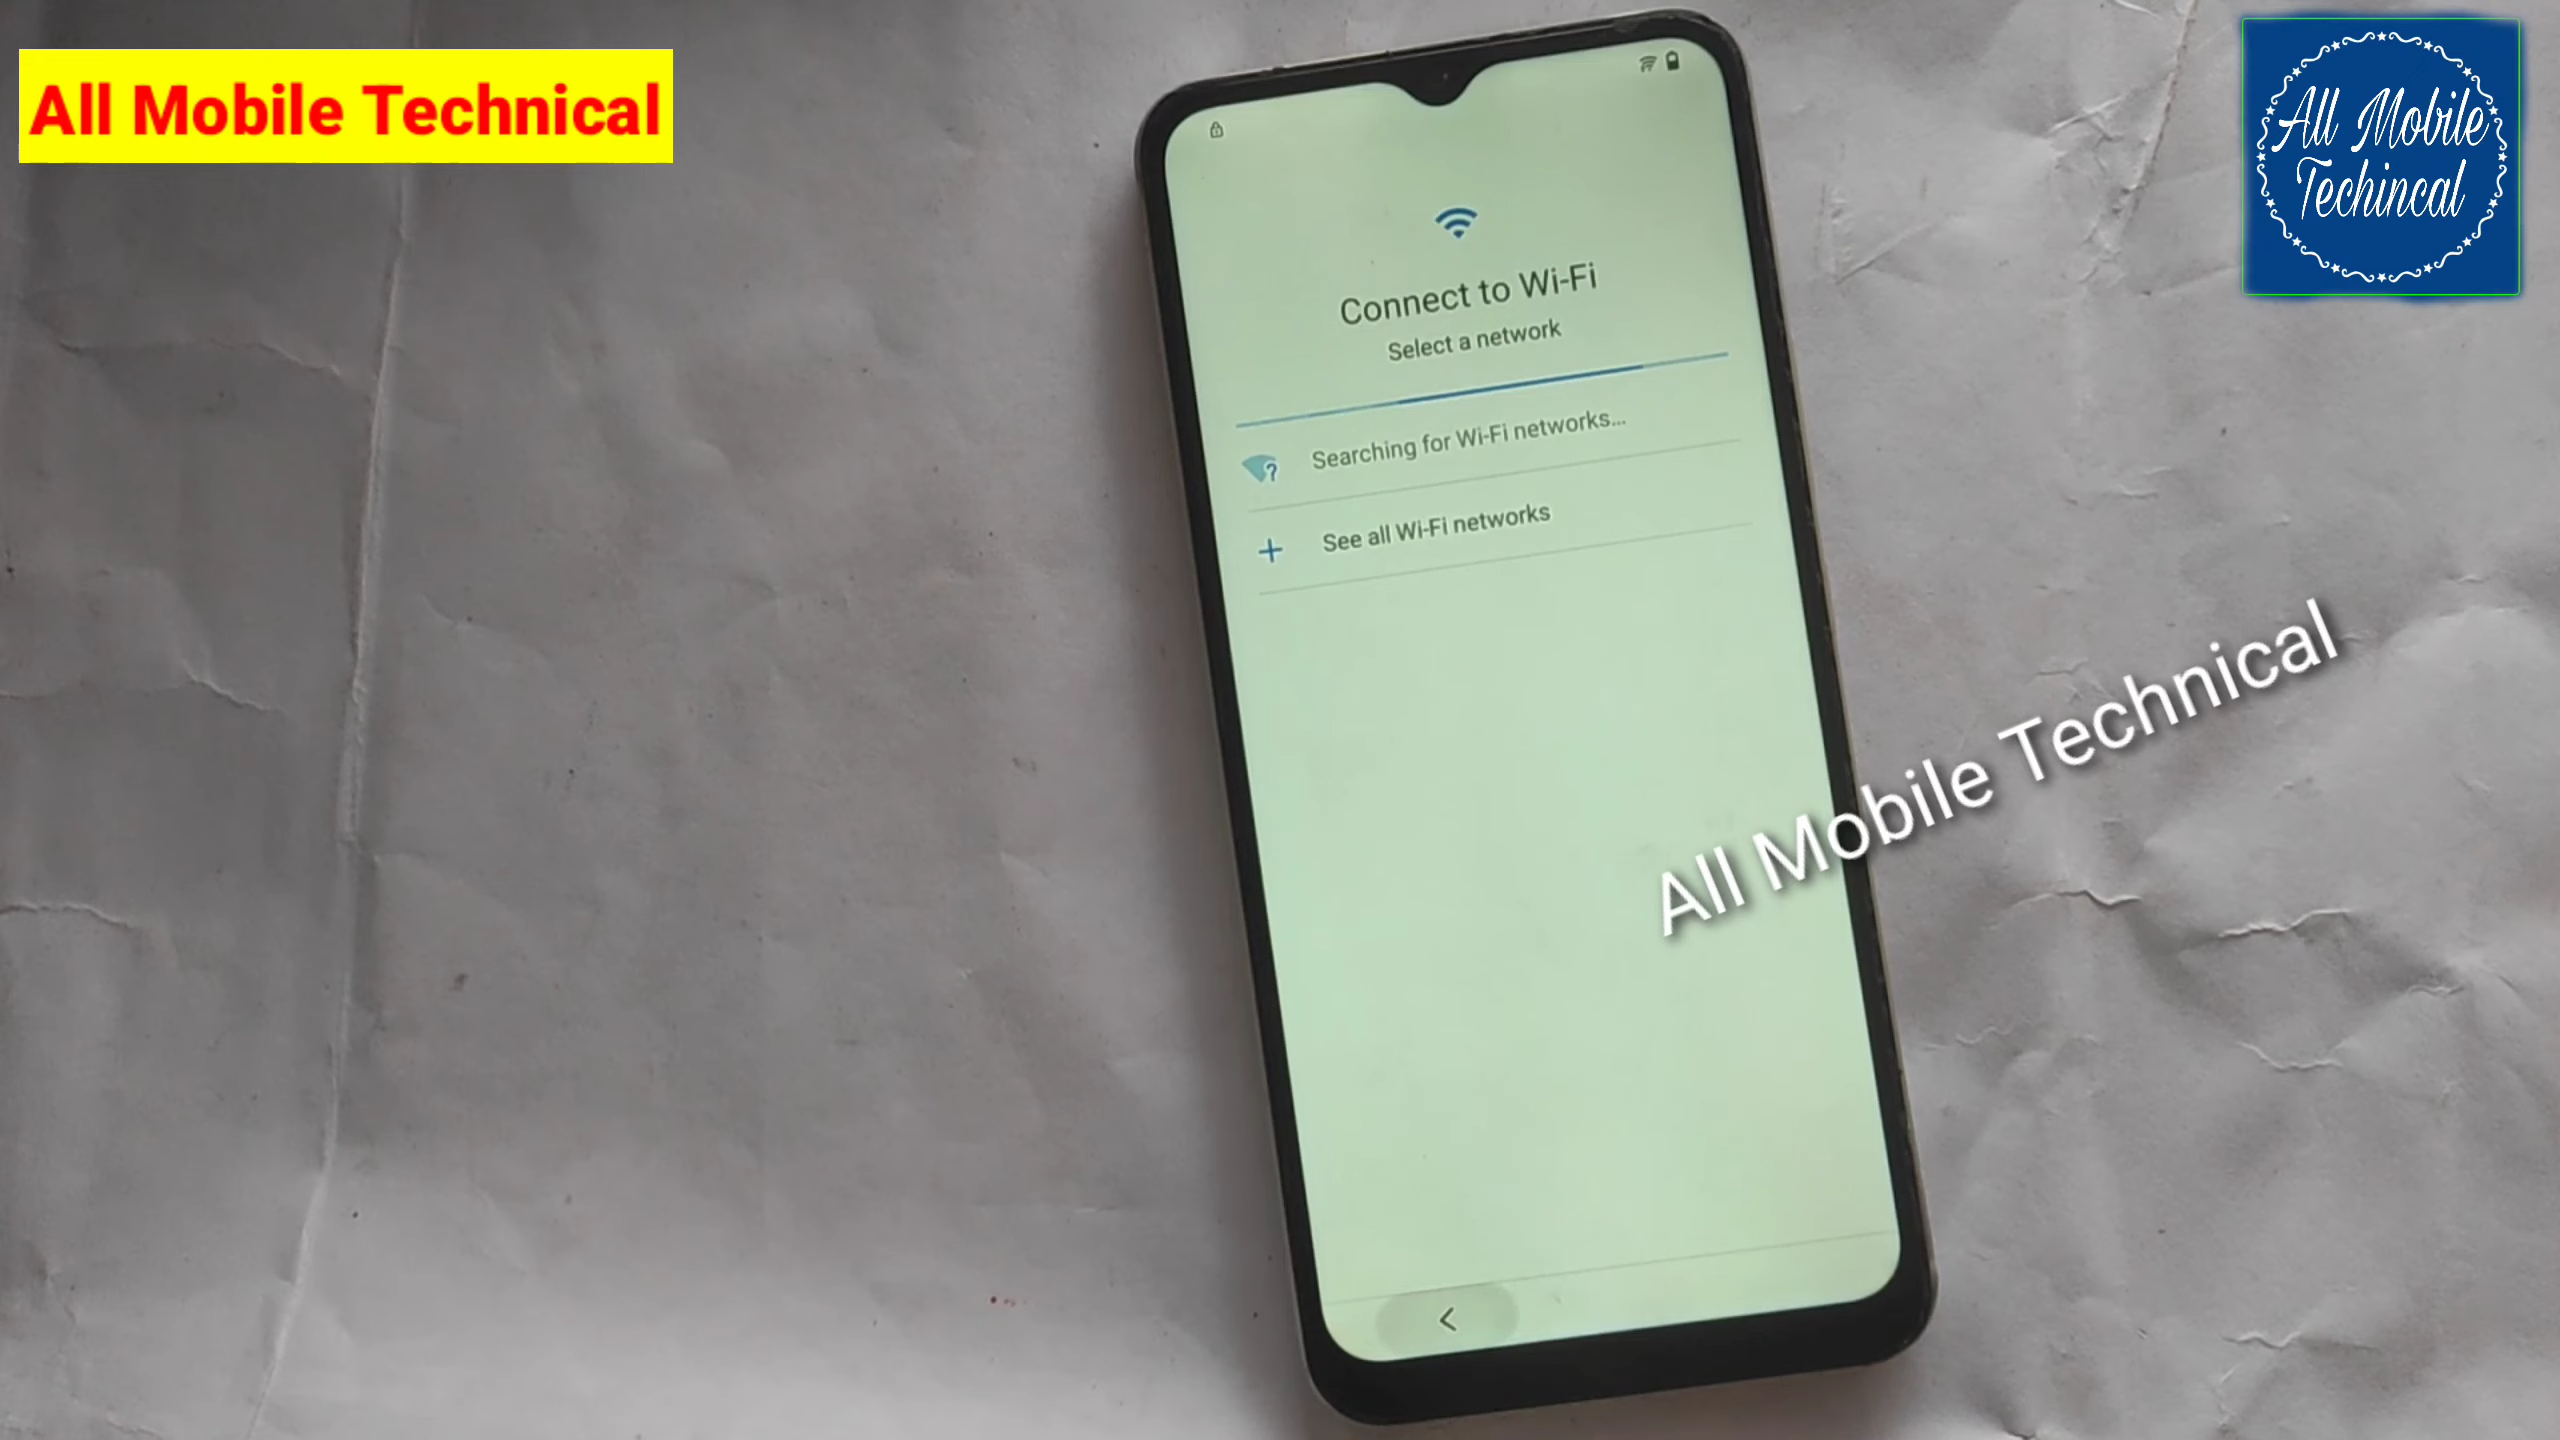 All Mobile Technical
All Mobile
Techincal
Connect to Wi-Fi
Select a network
Searching for Wi-Fi networks...
See all Wi-Fi networks
All Mobile Technical